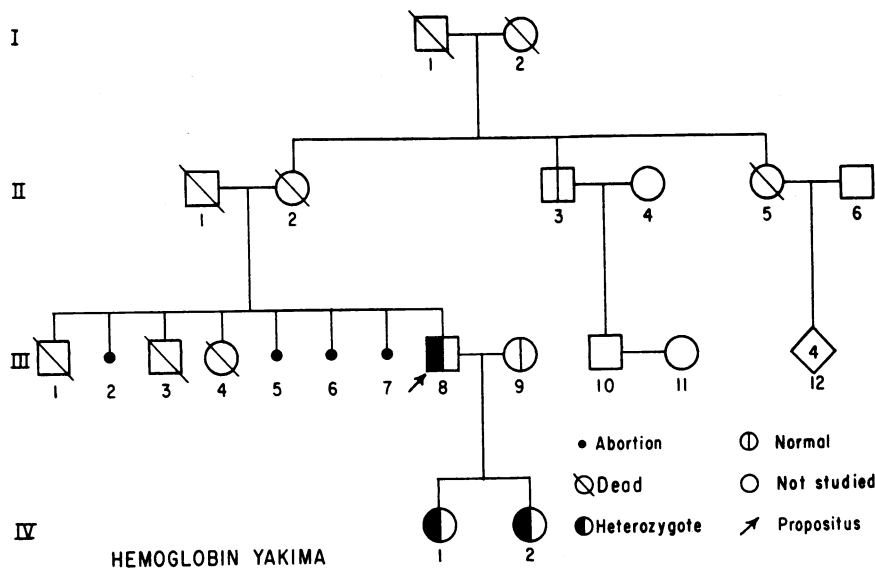 I
1 2
II
1 2 3 4 5 6
III
1 2 3 4 5 6 7 8 9 10 11 4 12
• Abortion Normal
Dead Not studied
Heterozygote Propositus
IV
1 2
HEMOGLOBIN YAKIMA